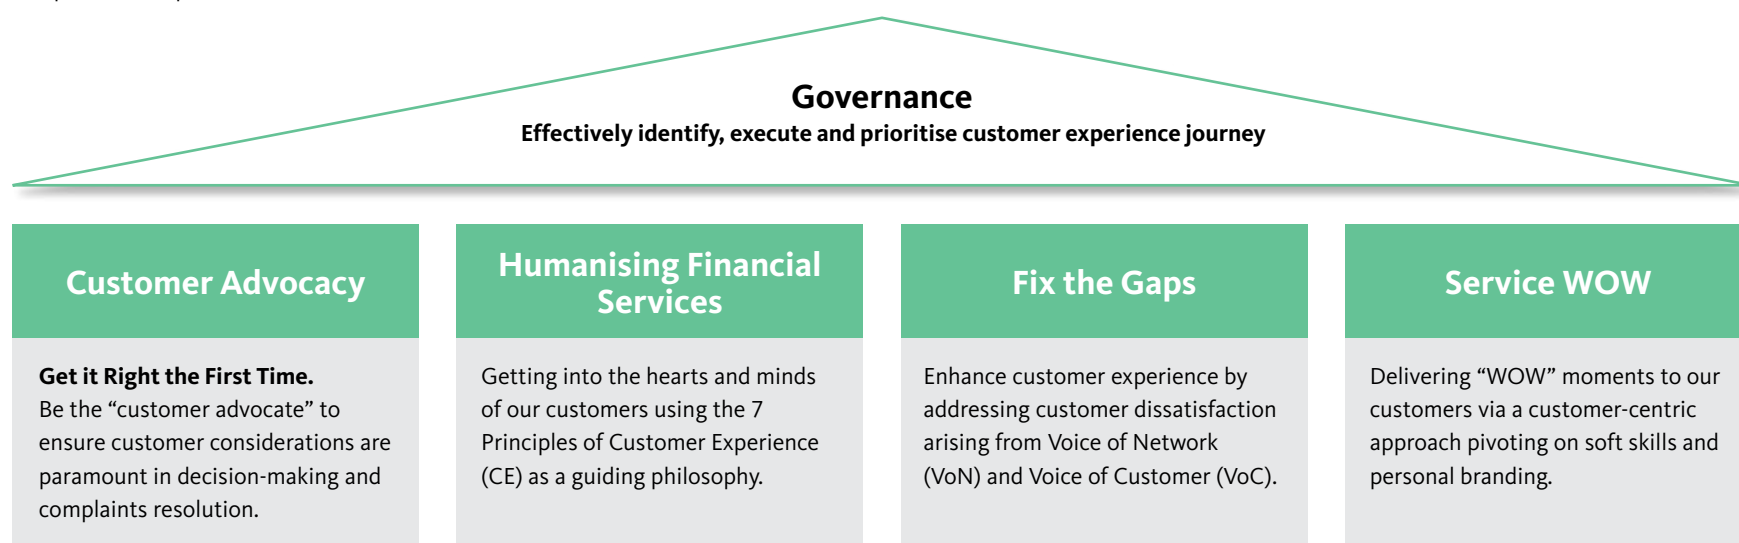 Governance
Effectively identify, execute and prioritise customer experience journey
Customer Advocacy
Get it Right the First Time.
Be the “customer advocate” to
ensure customer considerations are
paramount in decision-making and
complaints resolution.
Humanising Financial
Services
Getting into the hearts and minds
of our customers using the 7
Principles of Customer Experience
(CE) as a guiding philosophy.
Fix the Gaps
Enhance customer experience by
addressing customer dissatisfaction
arising from Voice of Network
(VoN) and Voice of Customer (VoC).
Service WOW
Delivering “WOW” moments to our
customers via a customer-centric
approach pivoting on soft skills and
personal branding.